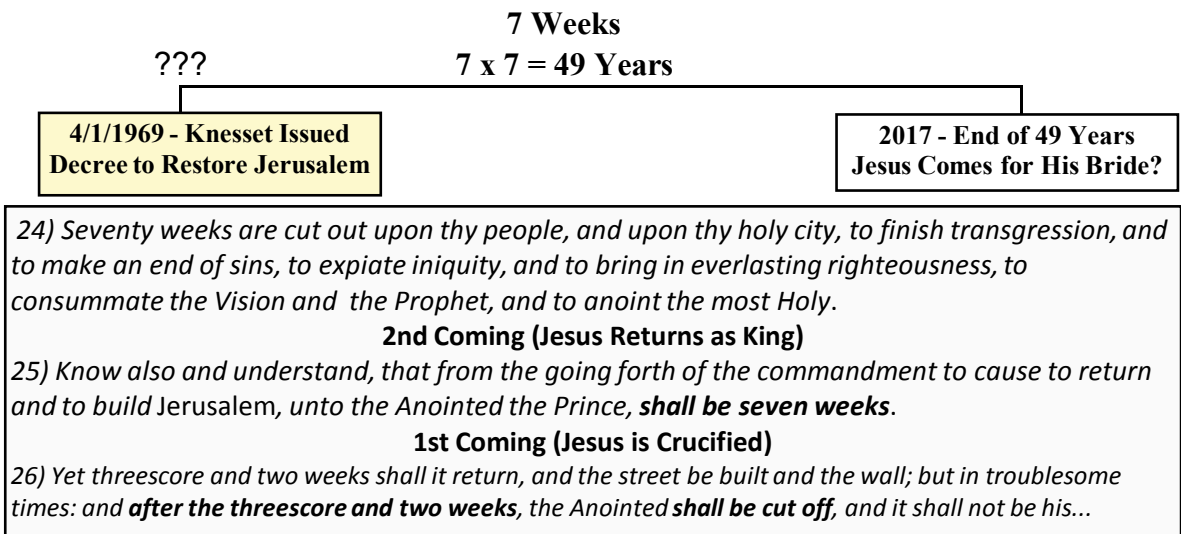 7 Weeks
??? 7 x 7 = 49 Years
4/1/1969 - Knesset Issued
Decree to Restore Jerusalem
2017 - End of 49 Years
Jesus Comes for His Bride?
24) Seventy weeks are cut out upon thy people, and upon thy holy city, to finish transgression, and
to make an end of sins, to expiate iniquity, and to bring in everlasting righteousness, to
consummate the Vision and the Prophet, and to anoint the most Holy.
2nd Coming (Jesus Returns as King)
25) Know also and understand, that from the going forth of the commandment to cause to return
and to build Jerusalem, unto the Anointed the Prince, shall be seven weeks.
1st Coming (Jesus is Crucified)
26) Yet threescore and two weeks shall it return, and the street be built and the wall; but in troublesome
times: and after the threescore and two weeks, the Anointed shall be cut off, and it shall not be his...